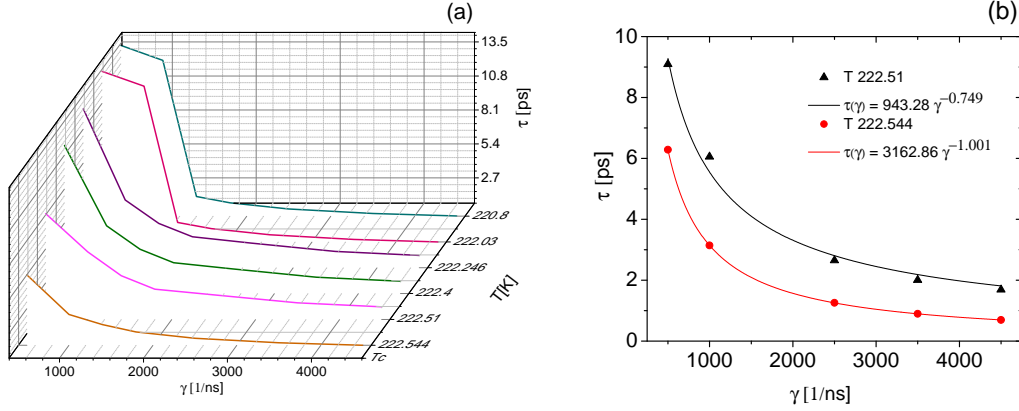 (a)
13.5
10.8
8.1
5.4
2.7
τ [ps]
220.8
222.03
222.246
222.4
222.51
222.544
Tc
T[K]
1000 2000 3000 4000
γ [1/ns]
(b)
10
8
6
4
2
0
τ [ps]
T 222.51
τ(γ) = 943.28 γ^−0.749
T 222.544
τ(γ) = 3162.86 γ^−1.001
1000 2000 3000 4000
γ [1/ns]